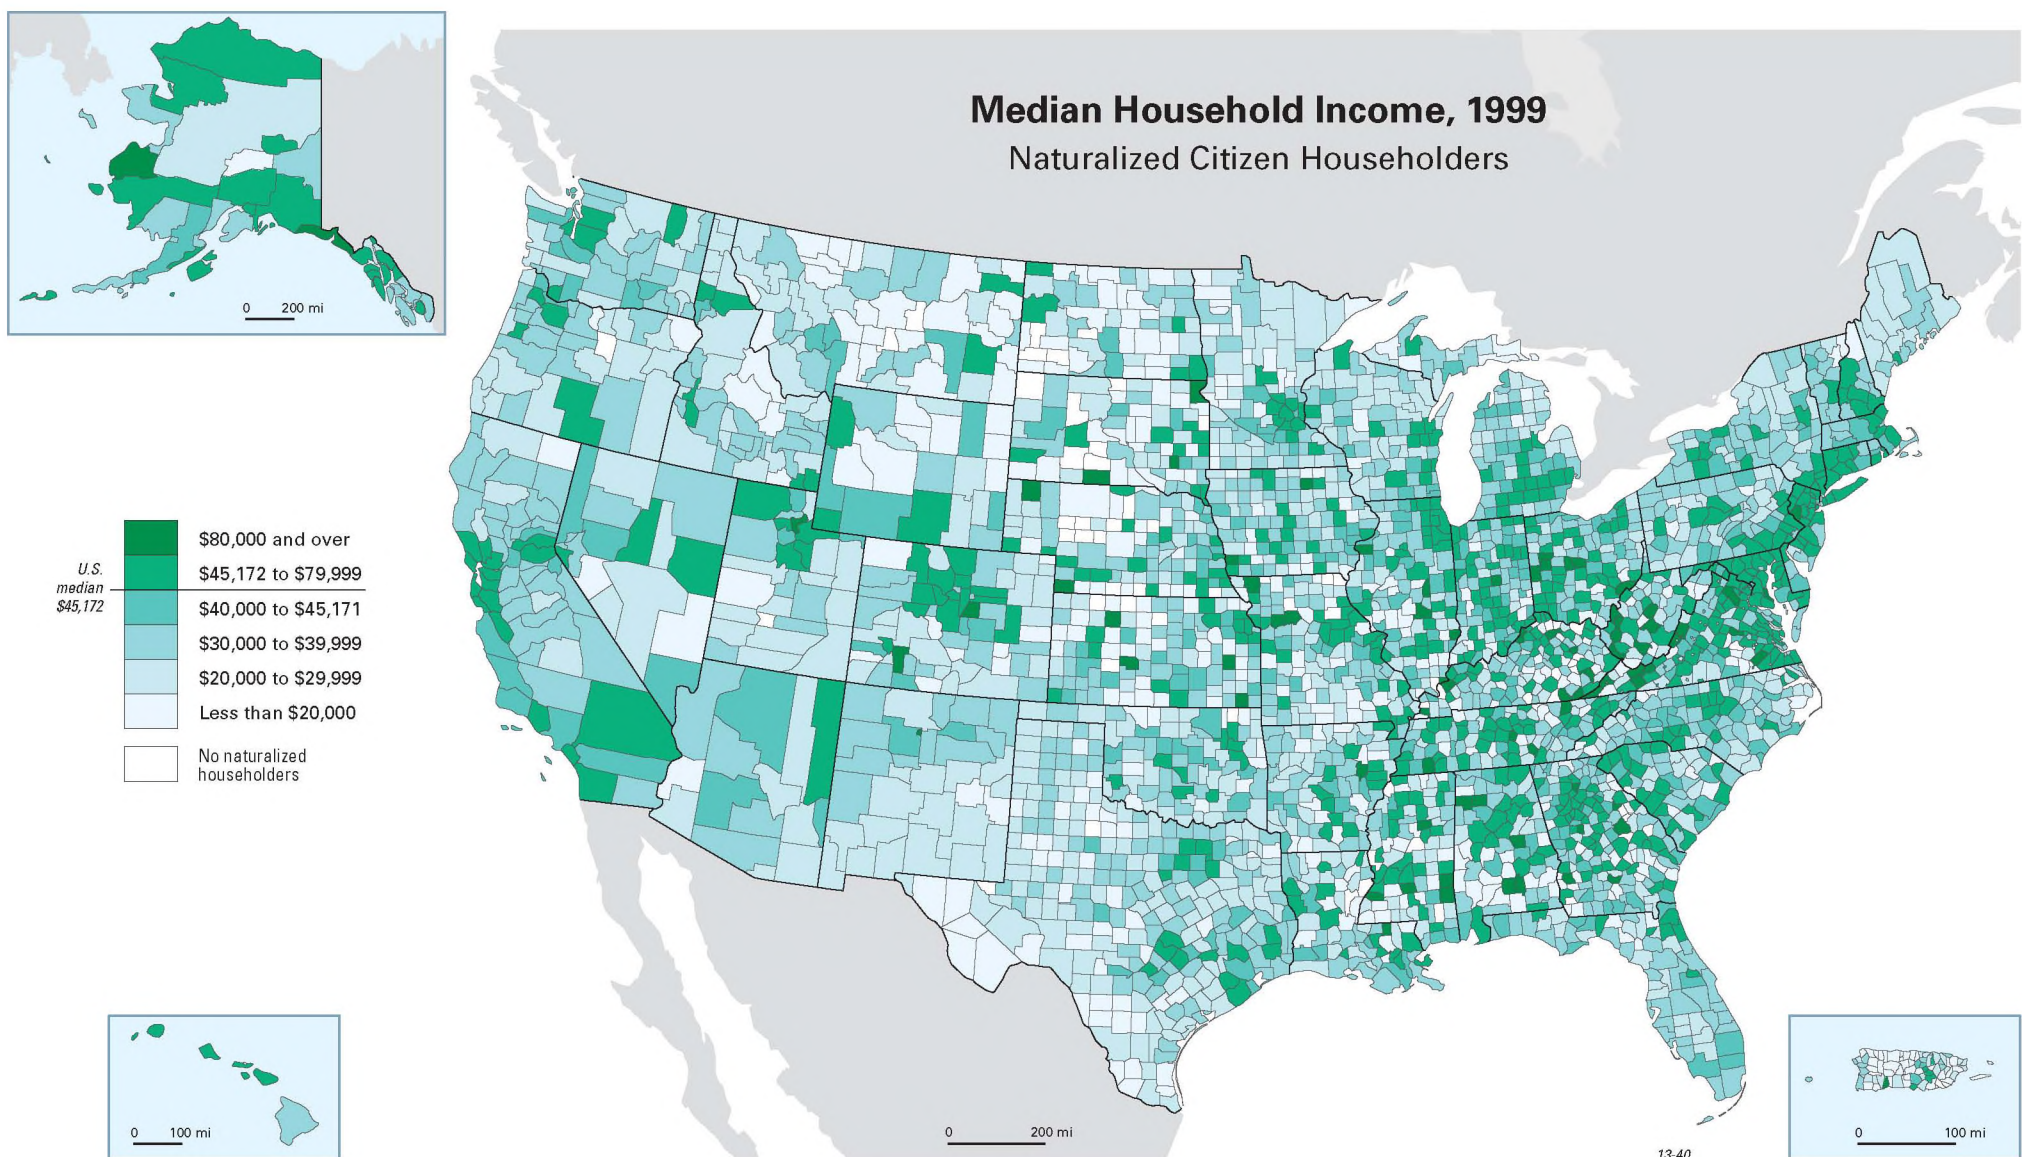 Median Household Income, 1999
Naturalized Citizen Householders
0 200 mi
$80,000 and over
$45,172 to $79,999
U.S.
median
$45,172
$40,000 to $45,171
$30,000 to $39,999
$20,000 to $29,999
Less than $20,000
No naturalized
householders
0 100 mi
0 200 mi
0 100 mi
13-40